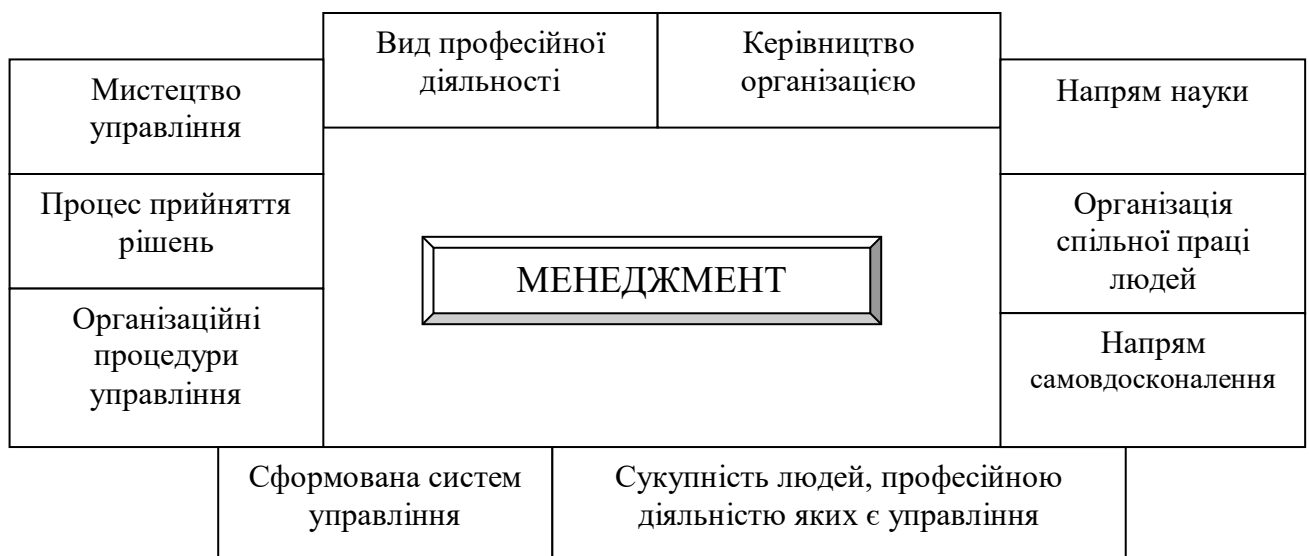 Вид професійної
діяльності
Керівництво
організацією
Мистецтво
управління
Напрям науки
Процес прийняття
рішень
Організація
спільної праці
людей
МЕНЕДЖМЕНТ
Організаційні
процедури
управління
Напрям
самовдосконалення
Сформована систем
управління
Сукупність людей, професійною
діяльністю яких є управління